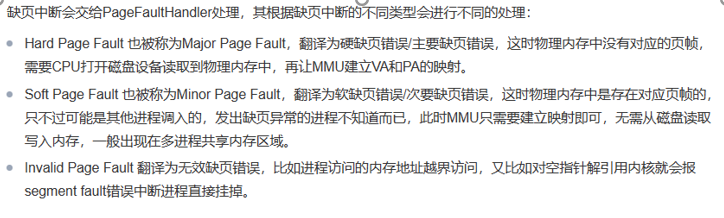 缺页中断会交给PageFaultHandler处理，其根据缺页中断的不同类型会进行不同的处理：
Hard Page Fault 也被称为Major Page Fault，翻译为硬缺页错误/主要缺页错误，这时物理内存中没有对应的页帧，
需要CPU打开磁盘设备读取到物理内存中，再让MMU建立VA和PA的映射。
Soft Page Fault 也被称为Minor Page Fault，翻译为软缺页错误/次要缺页错误，这时物理内存中是存在对应页帧的，
只不过可能是其他进程调入的，发出缺页异常的进程不知道而已，此时MMU只需要建立映射即可，无需从磁盘读取
写入内存，一般出现在多进程共享内存区域。
Invalid Page Fault 翻译为无效缺页错误，比如进程访问的内存地址越界访问，又比如对空指针解引用内核就会报
segment fault错误中断进程直接挂掉。